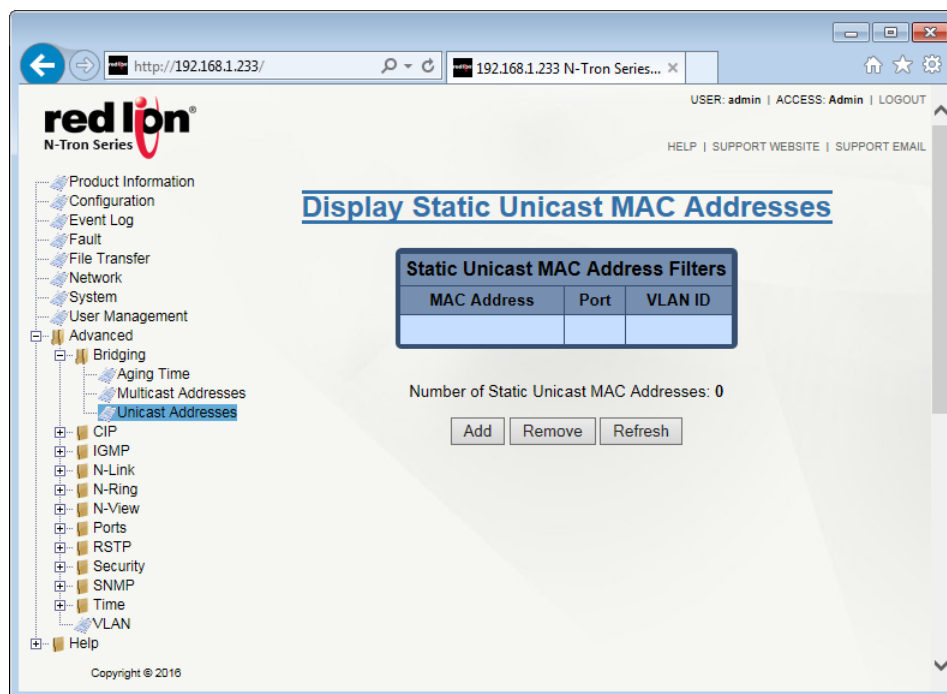 http://192.168.1.233/
192.168.1.233 N-Tron Series...
USER: admin | ACCESS: Admin | LOGOUT
red lion®
N-Tron Series
HELP | SUPPORT WEBSITE | SUPPORT EMAIL
Product Information
Configuration
Event Log
Fault
File Transfer
Network
System
User Management
Advanced
Bridging
Aging Time
Multicast Addresses
Unicast Addresses
CIP
IGMP
N-Link
N-Ring
N-View
Ports
RSTP
Security
SNMP
Time
VLAN
Help
Copyright © 2016
Display Static Unicast MAC Addresses
Static Unicast MAC Address Filters
MAC Address Port VLAN ID
Number of Static Unicast MAC Addresses: 0
Add Remove Refresh